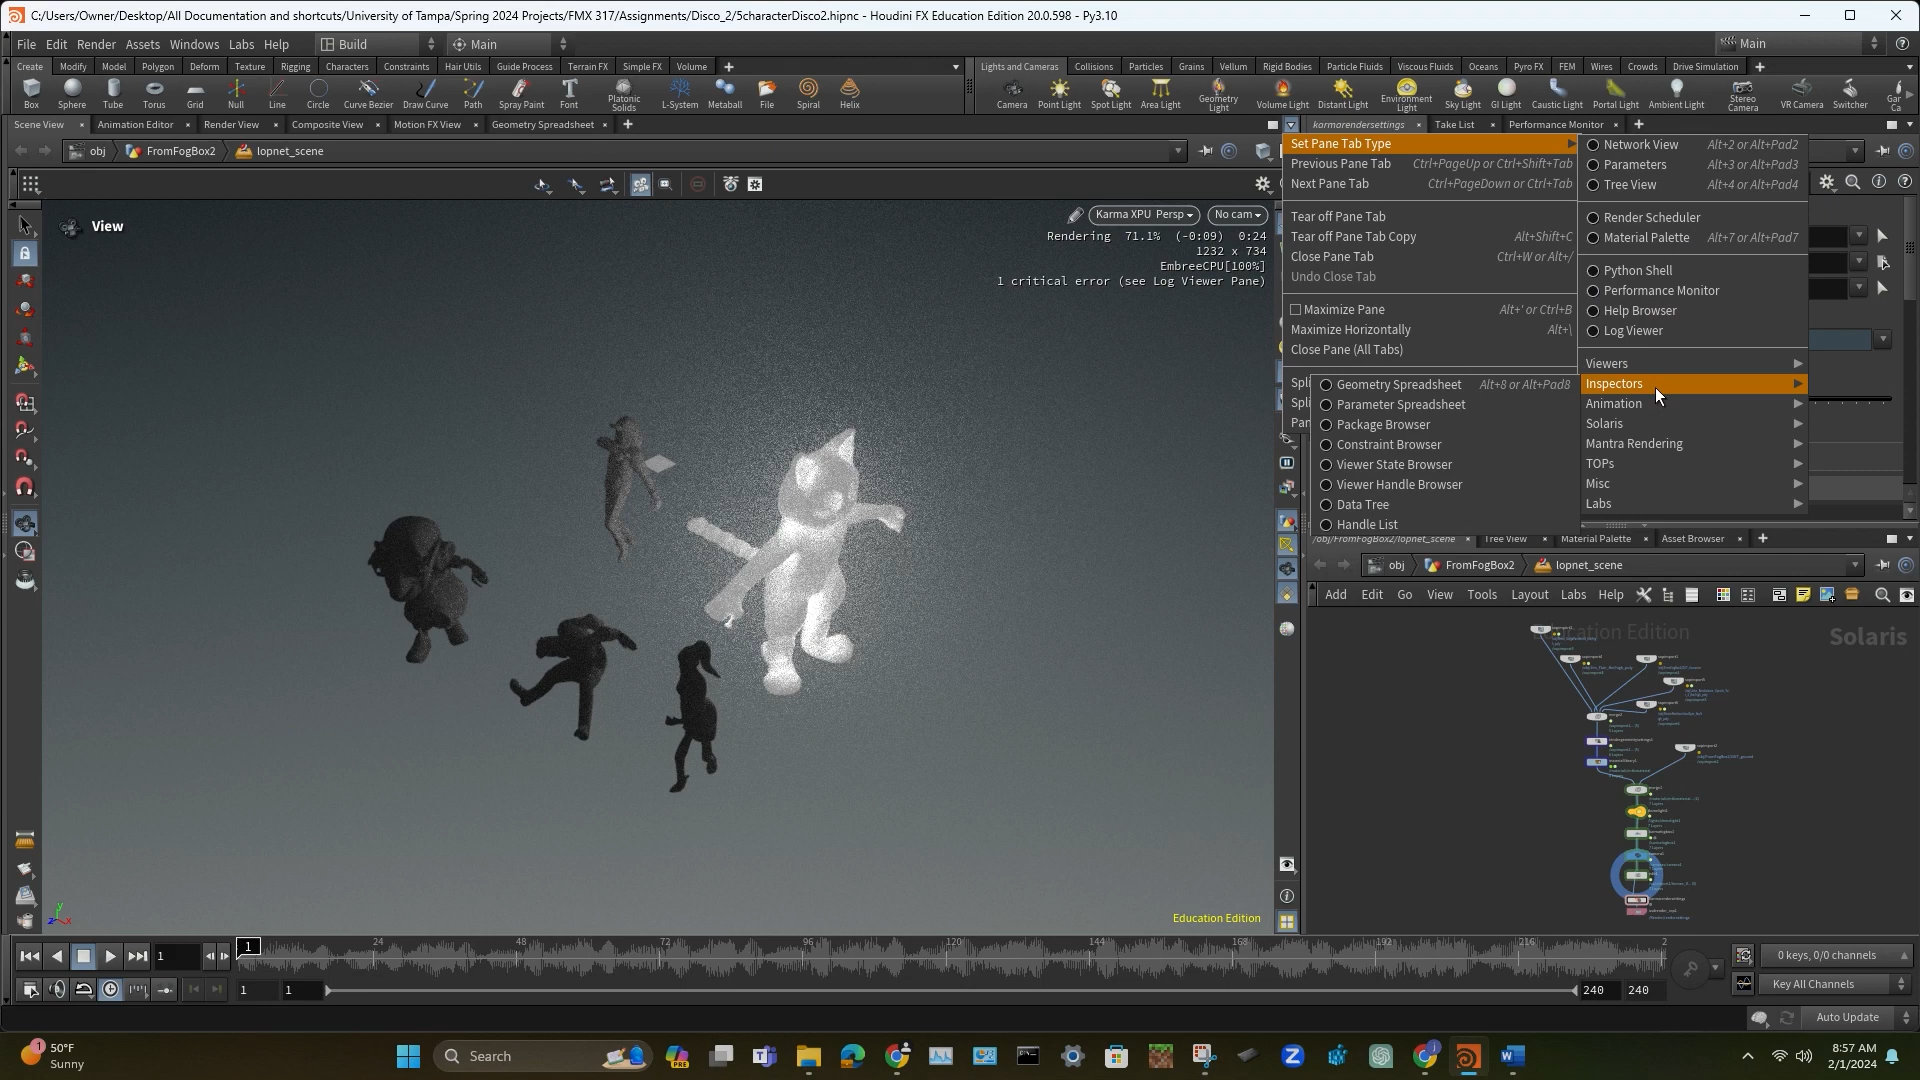 C:/Users/Owner/Desktop/All Documentation and shortcuts/University of Tampa/Spring 2024 Projects/FMX 317/Assignments/Disco_2/5characterDisco2.hipnc - Houdini FX Education Edition 20.0.598 - Py3.10
File Edit Render Assets Windows Labs Help Build Main Main
Create Modify Model Polygon Deform Texture Rigging Characters Constraints Hair Utils Guide Process Terrain FX Simple FX Volume
Lights and Cameras Collisions Particles Grains Vellum Rigid Bodies Particle Fluids Viscous Fluids Oceans Pyro FX FEM Wires Crowds Drive Simulation
Box Sphere Tube Torus Grid Null Line Circle Curve Bezier Draw Curve Path Spray Paint Font Platonic Solids L-System Metaball File Spiral Helix
Camera Point Light Spot Light Area Light Geometry Light Volume Light Distant Light Environment Light Sky Light GI Light Caustic Light Portal Light Ambient Light Stereo Camera VR Camera Switcher Gar Ca
Scene View Animation Editor Render View Composite View Motion FX View Geometry Spreadsheet
karmarendersettings Take List Performance Monitor
obj FromFogBox2 lopnet_scene
View
Karma XPU Persp No cam
Rendering 71.1% (-0:09) 0:24
1232 x 734
EmbreeCPU[100%]
1 critical error (see Log Viewer Pane)
Set Pane Tab Type
Previous Pane Tab Ctrl+PageUp or Ctrl+Shift+Tab
Next Pane Tab Ctrl+PageDown or Ctrl+Tab
Tear off Pane Tab
Tear off Pane Tab Copy Alt+Shift+C
Close Pane Tab Ctrl+W or Alt+/
Undo Close Tab
Maximize Pane Alt+' or Ctrl+B
Maximize Horizontally Alt+\
Close Pane (All Tabs)
Spli
Spli
Pan
Network View Alt+2 or Alt+Pad2
Parameters Alt+3 or Alt+Pad3
Tree View Alt+4 or Alt+Pad4
Render Scheduler
Material Palette Alt+7 or Alt+Pad7
Python Shell
Performance Monitor
Help Browser
Log Viewer
Viewers
Inspectors
Animation
Solaris
Mantra Rendering
TOPs
Misc
Labs
Geometry Spreadsheet Alt+8 or Alt+Pad8
Parameter Spreadsheet
Package Browser
Constraint Browser
Viewer State Browser
Viewer Handle Browser
Data Tree
Handle List
/obj/FromFogBox2/lopnet_scene Tree View Material Palette Asset Browser
obj FromFogBox2 lopnet_scene
Add Edit Go View Tools Layout Labs Help
Education Edition Solaris
Education Edition
1 24 48 72 96 120 144 168 192 216 2
1
1 1 240 240
0 keys, 0/0 channels
Key All Channels
Auto Update
50°F
Sunny
Search
8:57 AM
2/1/2024